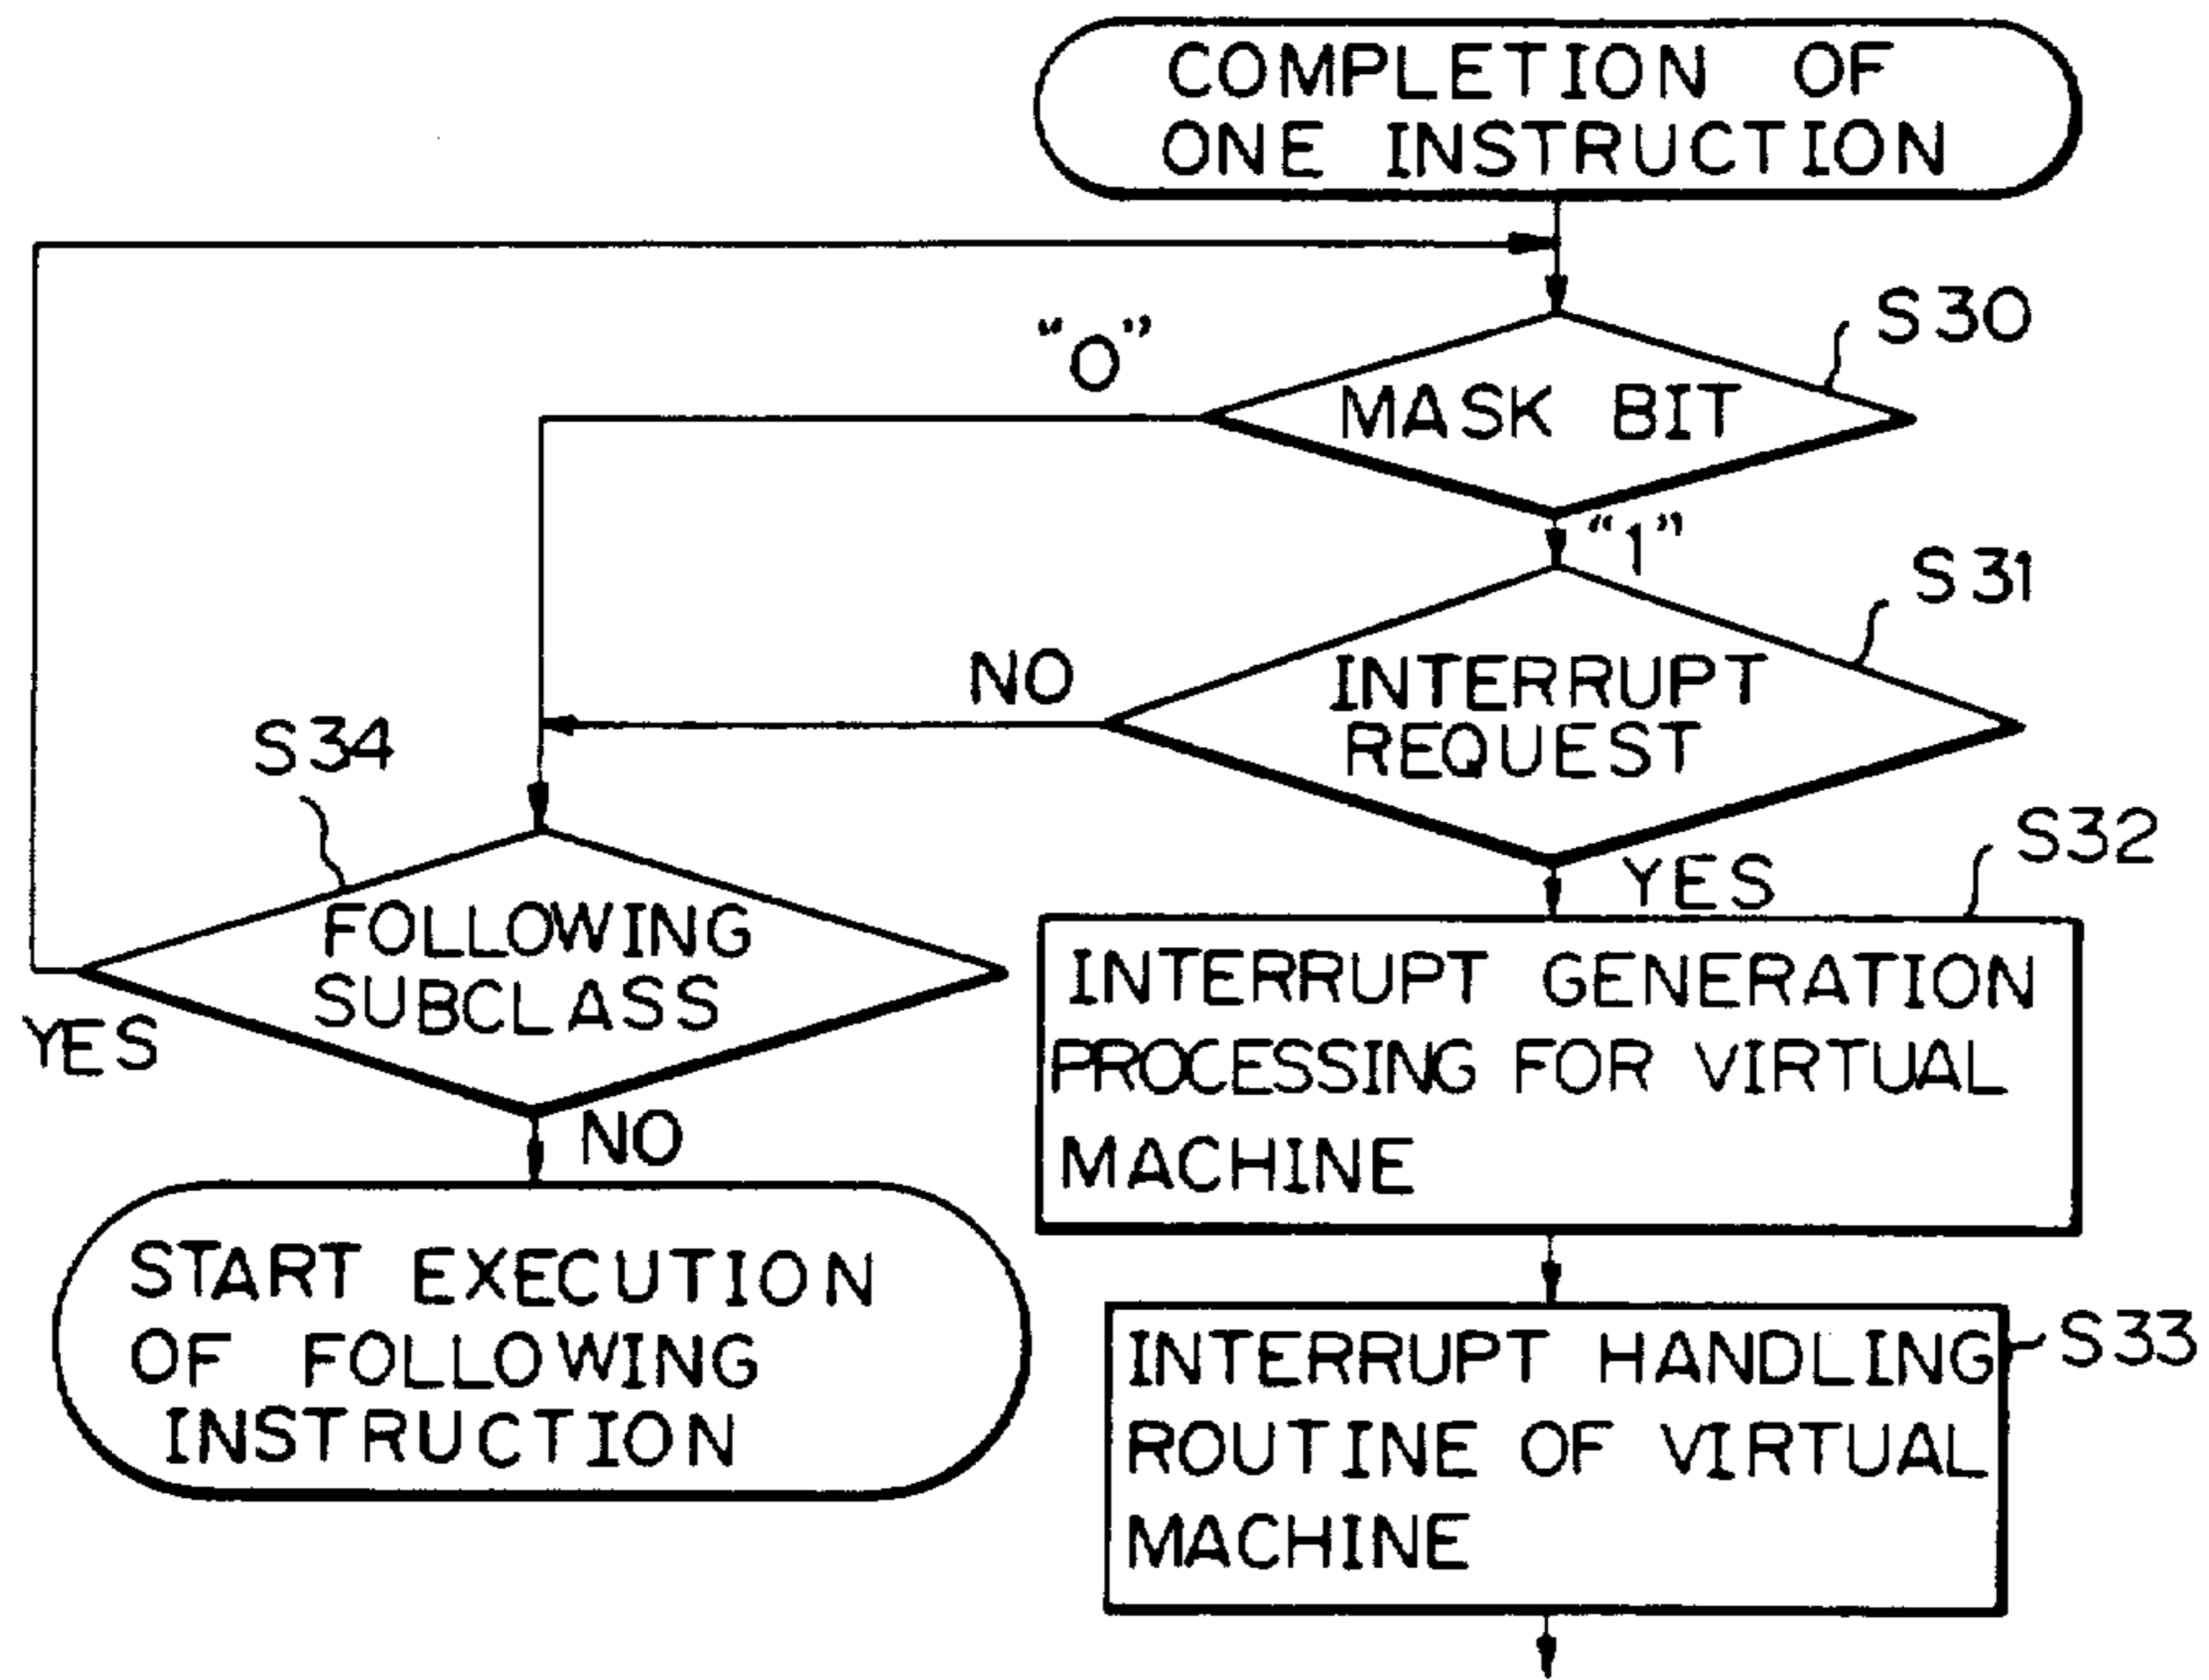 COMPLETION OF
ONE INSTRUCTION
S30
"0"
MASK BIT
"1"
S31
NO
INTERRUPT
REQUEST
S34
YES
S32
FOLLOWING
SUBCLASS
YES
NO
INTERRUPT GENERATION
PROCESSING FOR VIRTUAL
MACHINE
START EXECUTION
OF FOLLOWING
INSTRUCTION
INTERRUPT HANDLING
ROUTINE OF VIRTUAL
MACHINE
S33